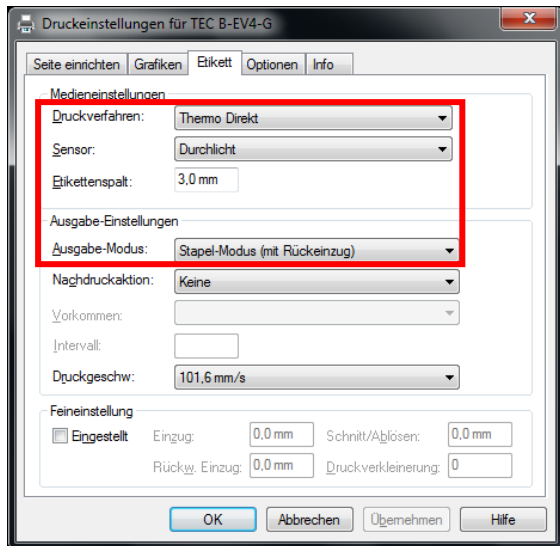 Druckeinstellungen für TEC B-EV4-G
Seite einrichten Grafiken Etikett Optionen Info
Medieneinstellungen
Druckverfahren: Thermo Direkt
Sensor: Durchlicht
Etikettenspalt: 3,0 mm
Ausgabe-Einstellungen
Ausgabe-Modus: Stapel-Modus (mit Rückeinzug)
Nachdruckaktion: Keine
Vorkommen:
Intervall:
Druckgeschw: 101,6 mm/s
Feineinstellung
Eingestellt Einzug: 0,0 mm Schnitt/Ablösen: 0,0 mm
Rückw. Einzug: 0,0 mm Druckverkleinerung: 0
OK Abbrechen Übernehmen Hilfe